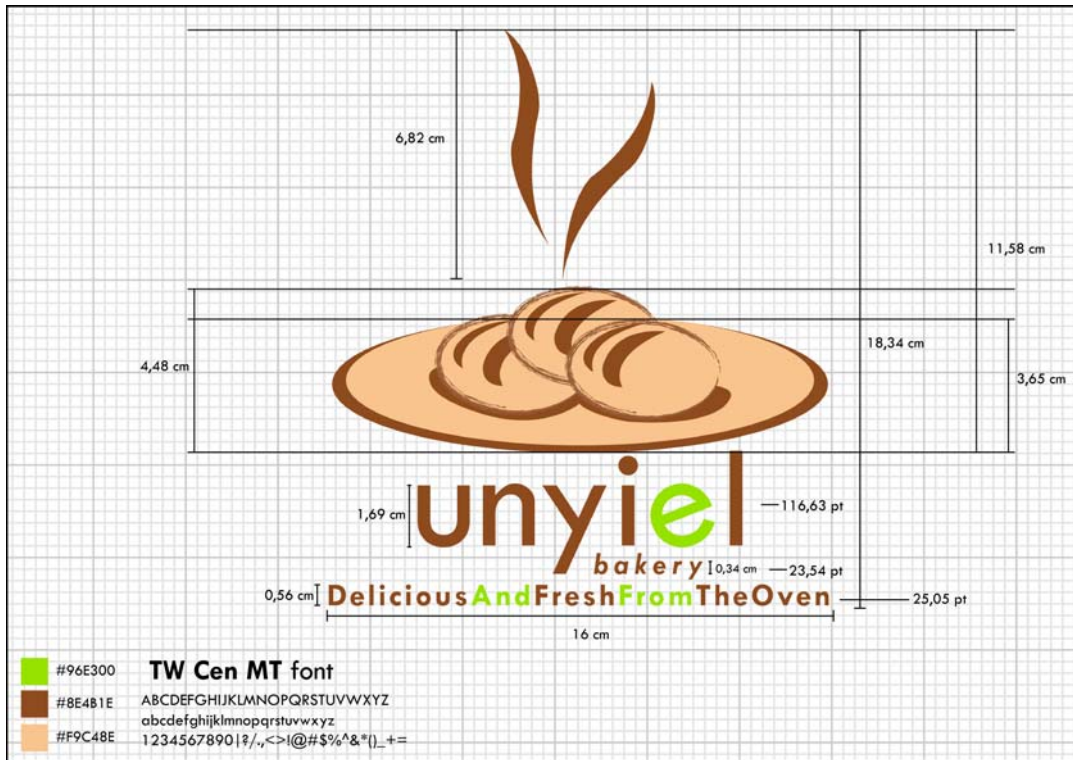 6,82 cm
11,58 cm
18,34 cm
4,48 cm
3,65 cm
unyiel
1,69 cm
116,63 pt
bakery
0,34 cm
23,54 pt
0,56 cm
DeliciousAndFreshFromTheOven
25,05 pt
16 cm
#96E300
TW Cen MT font
#8E4B1E
ABCDEFGHIJKLMNOPQRSTUVWXYZ
abcdefghijklmnopqrstuvwxyz
#F9C48E
1234567890|?/.,<>!@#$%^&*()_+=